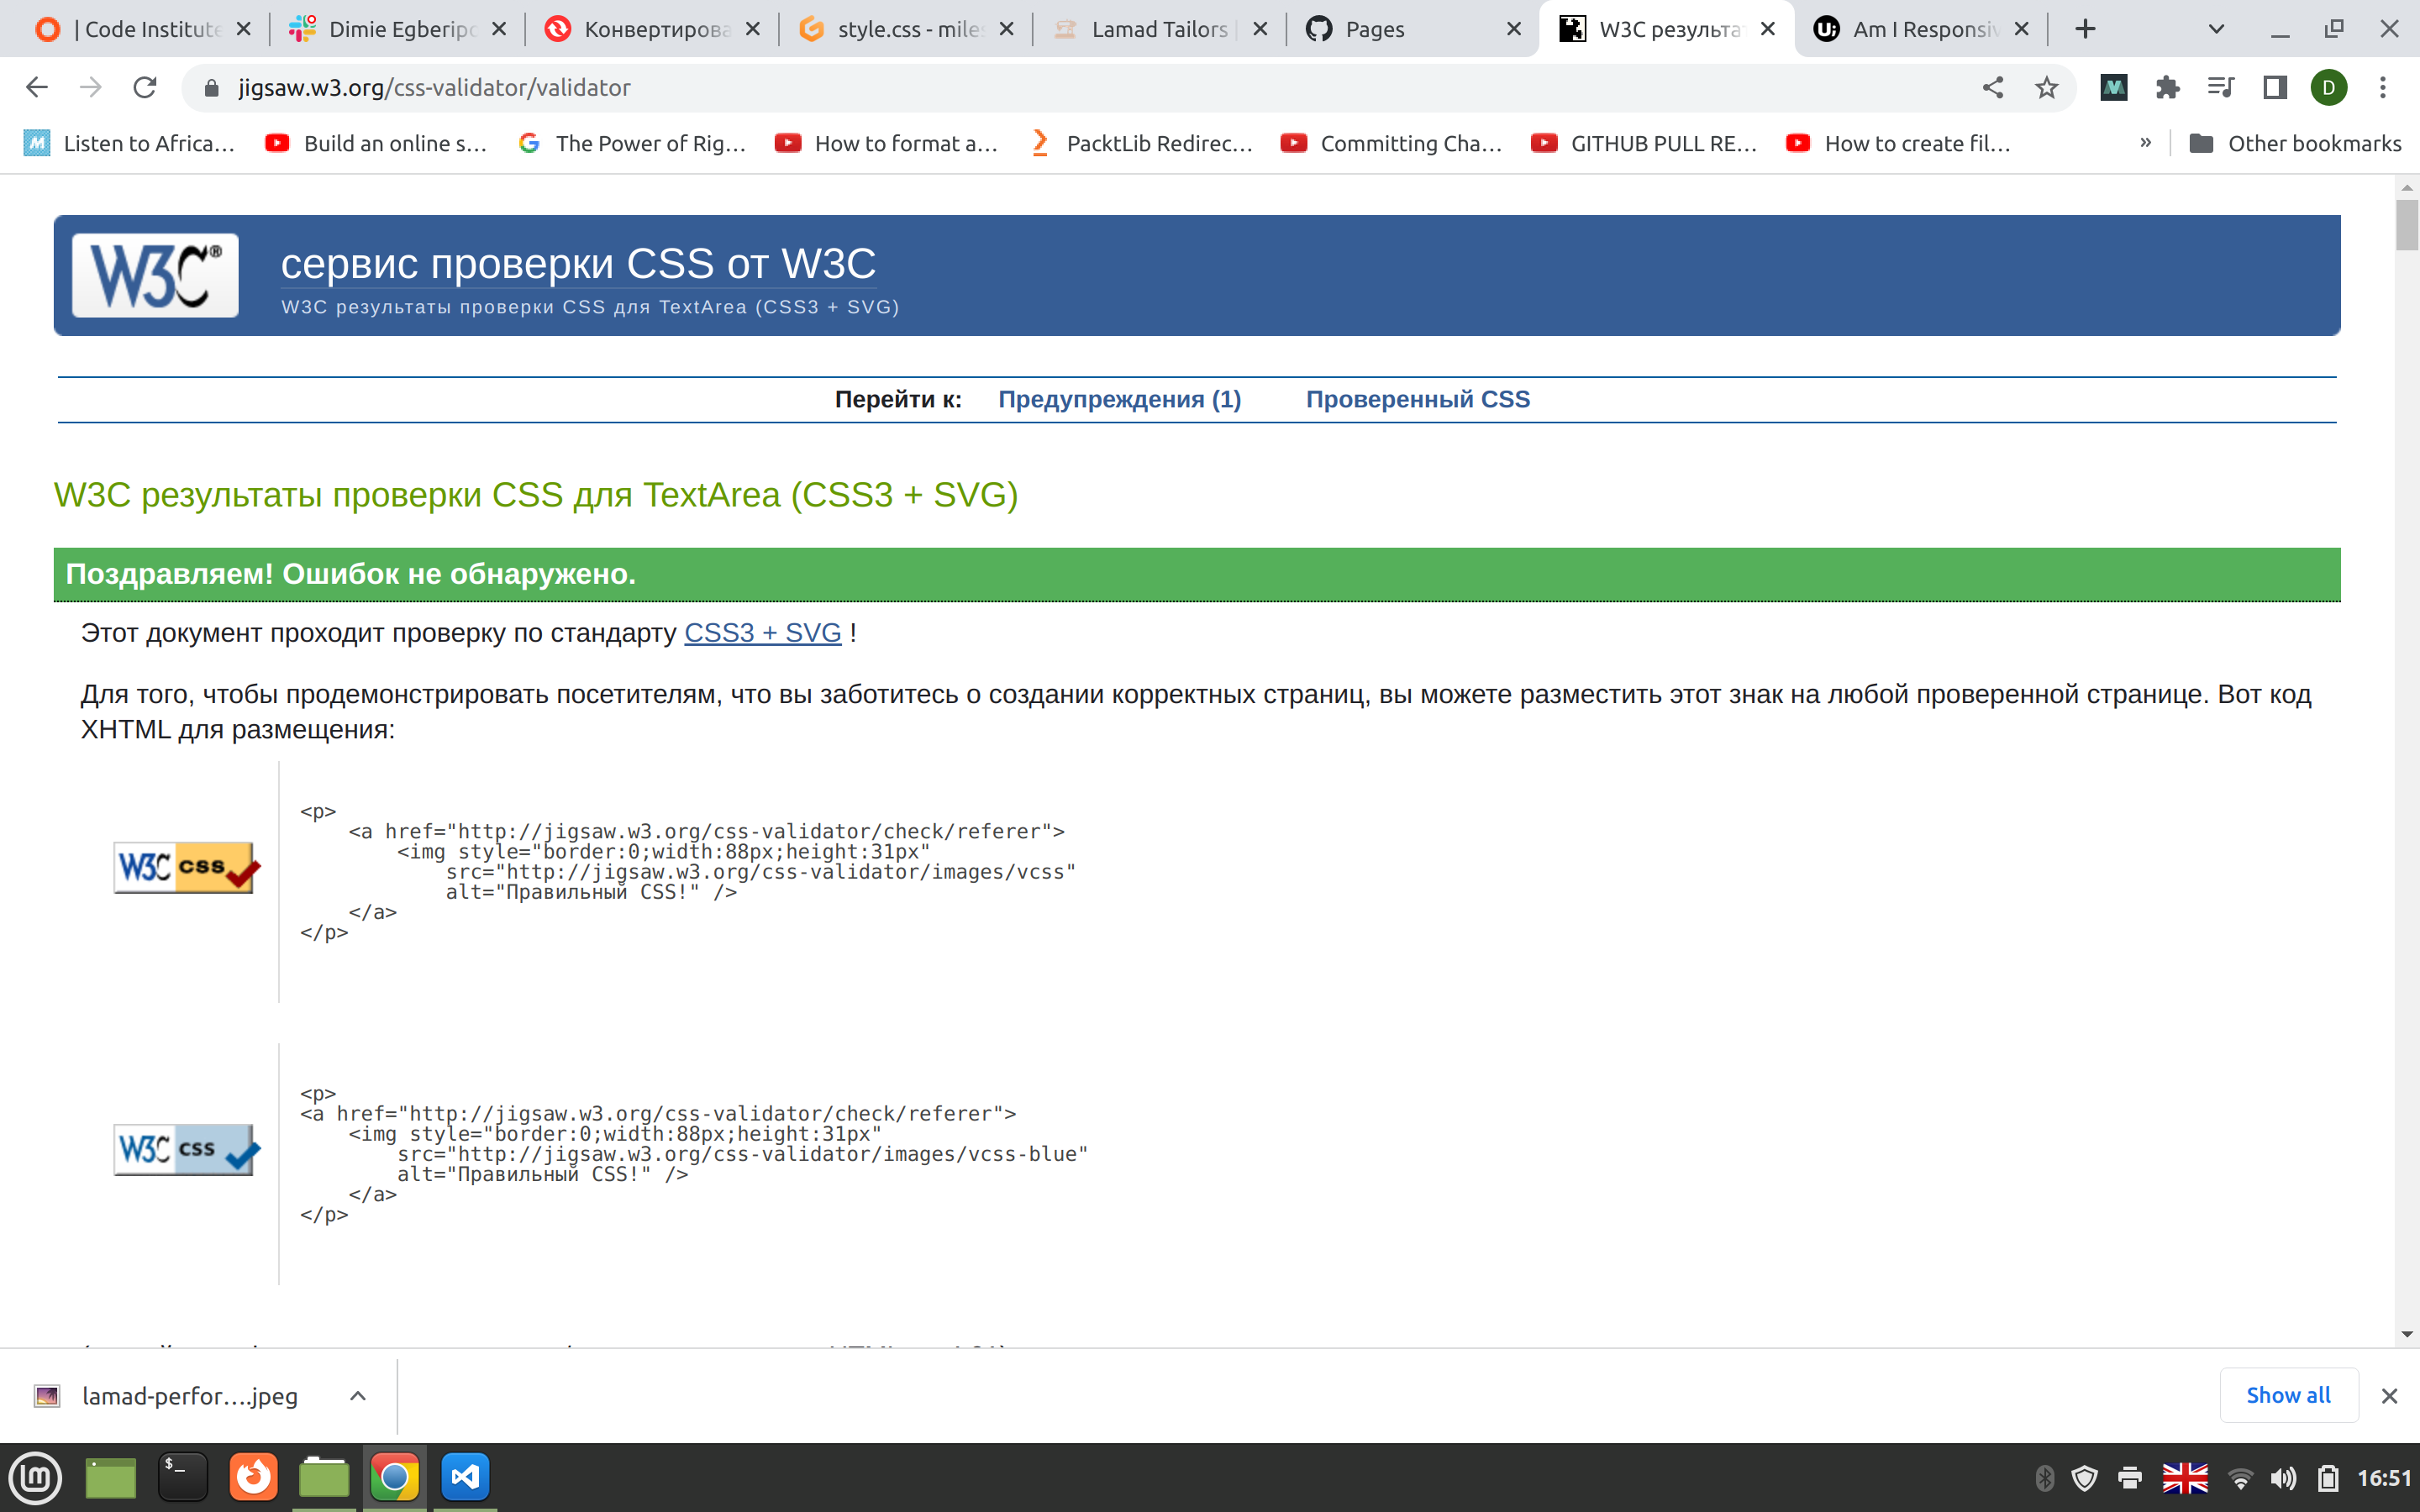 | Code Institute
Dimie Egberipo
Конвертирова
style.css - miles
Lamad Tailors |
Pages
W3C результат
Am I Responsiv
jigsaw.w3.org/css-validator/validator
D
Listen to Africa...
Build an online s...
The Power of Rig...
How to format a...
PacktLib Redirec...
Committing Cha...
GITHUB PULL RE...
How to create fil...
»
Other bookmarks
W3C®
сервис проверки CSS от W3C
W3C результаты проверки CSS для TextArea (CSS3 + SVG)
Перейти к: Предупреждения (1) Проверенный CSS
W3C результаты проверки CSS для TextArea (CSS3 + SVG)
Поздравляем! Ошибок не обнаружено.
Этот документ проходит проверку по стандарту CSS3 + SVG !
Для того, чтобы продемонстрировать посетителям, что вы заботитесь о создании корректных страниц, вы можете разместить этот знак на любой проверенной странице. Вот код
XHTML для размещения:
W3C css
<p>
<a href="http://jigsaw.w3.org/css-validator/check/referer">
<img style="border:0;width:88px;height:31px"
src="http://jigsaw.w3.org/css-validator/images/vcss"
alt="Правильный CSS!" />
</a>
</p>
W3C css
<p>
<a href="http://jigsaw.w3.org/css-validator/check/referer">
<img style="border:0;width:88px;height:31px"
src="http://jigsaw.w3.org/css-validator/images/vcss-blue"
alt="Правильный CSS!" />
</a>
</p>
lamad-perfor....jpeg
Show all
$_
16:51